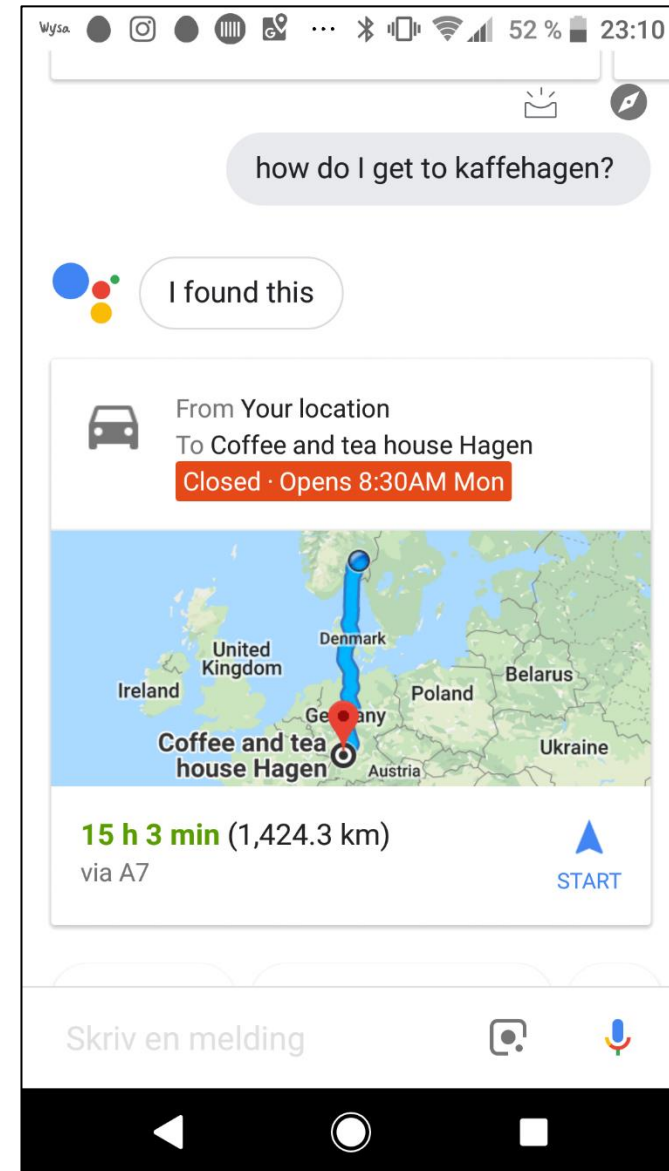 Wysa 52 % 23:10
how do I get to kaffehagen?
I found this
From Your location
To Coffee and tea house Hagen
Closed · Opens 8:30AM Mon
Denmark
United
Kingdom
Ireland
Belarus
Poland
Germany
Coffee and tea
house Hagen
Ukraine
Austria
15 h 3 min (1,424.3 km)
via A7
START
Skriv en melding